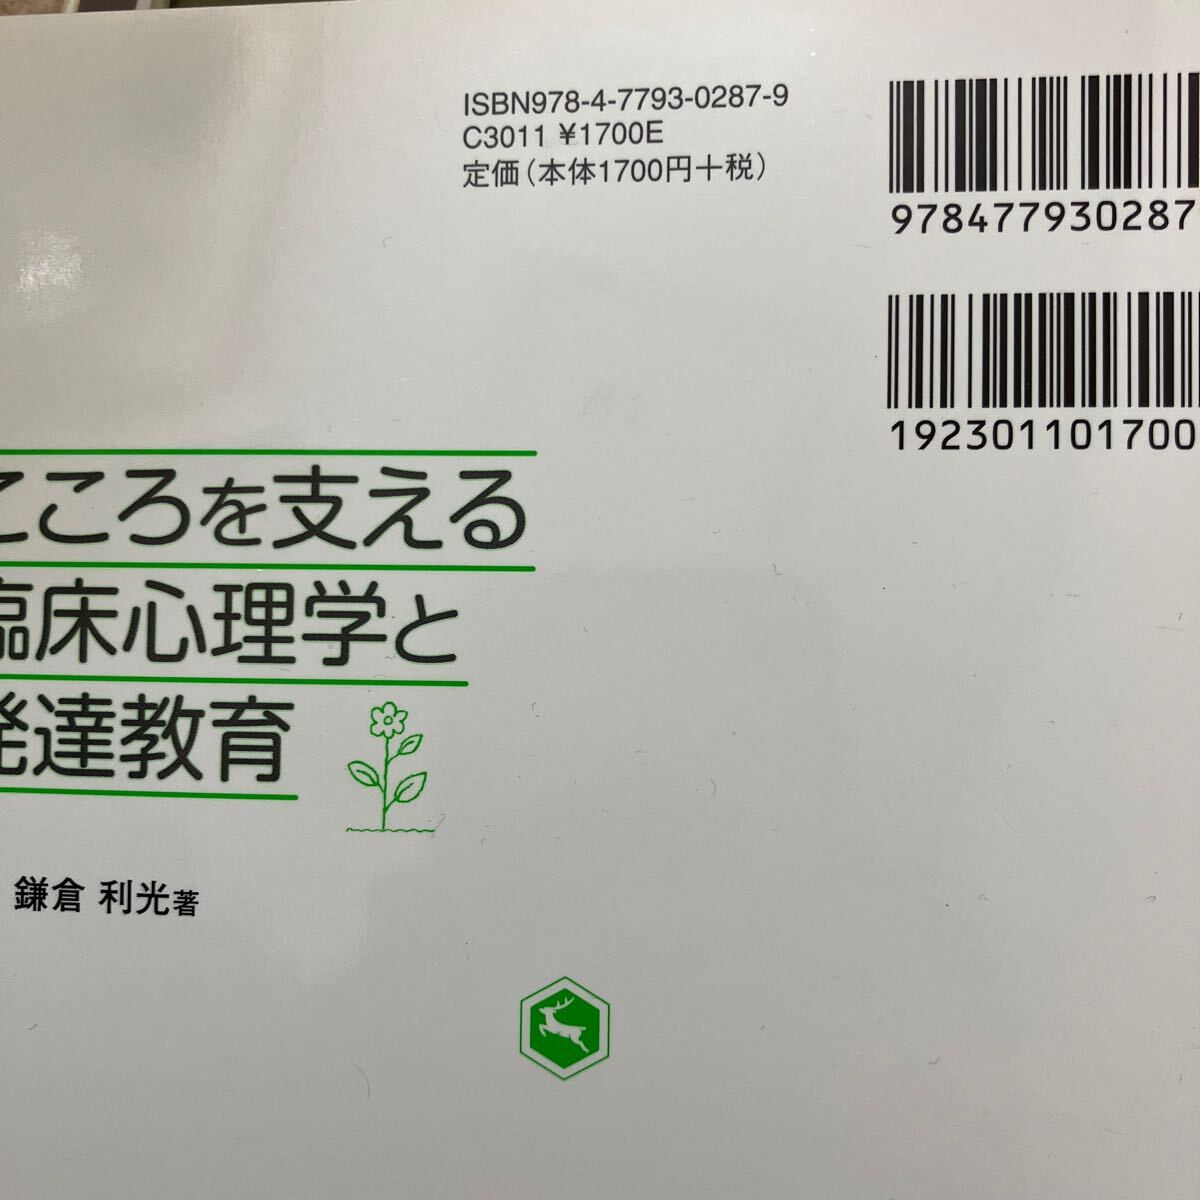 ISBN978-4-7793-0287-9
C3011 ¥1700E
定価(本体1700円+税)
978477930287
192301101700
こころを支える
臨床心理学と
発達教育
鎌倉 利光著